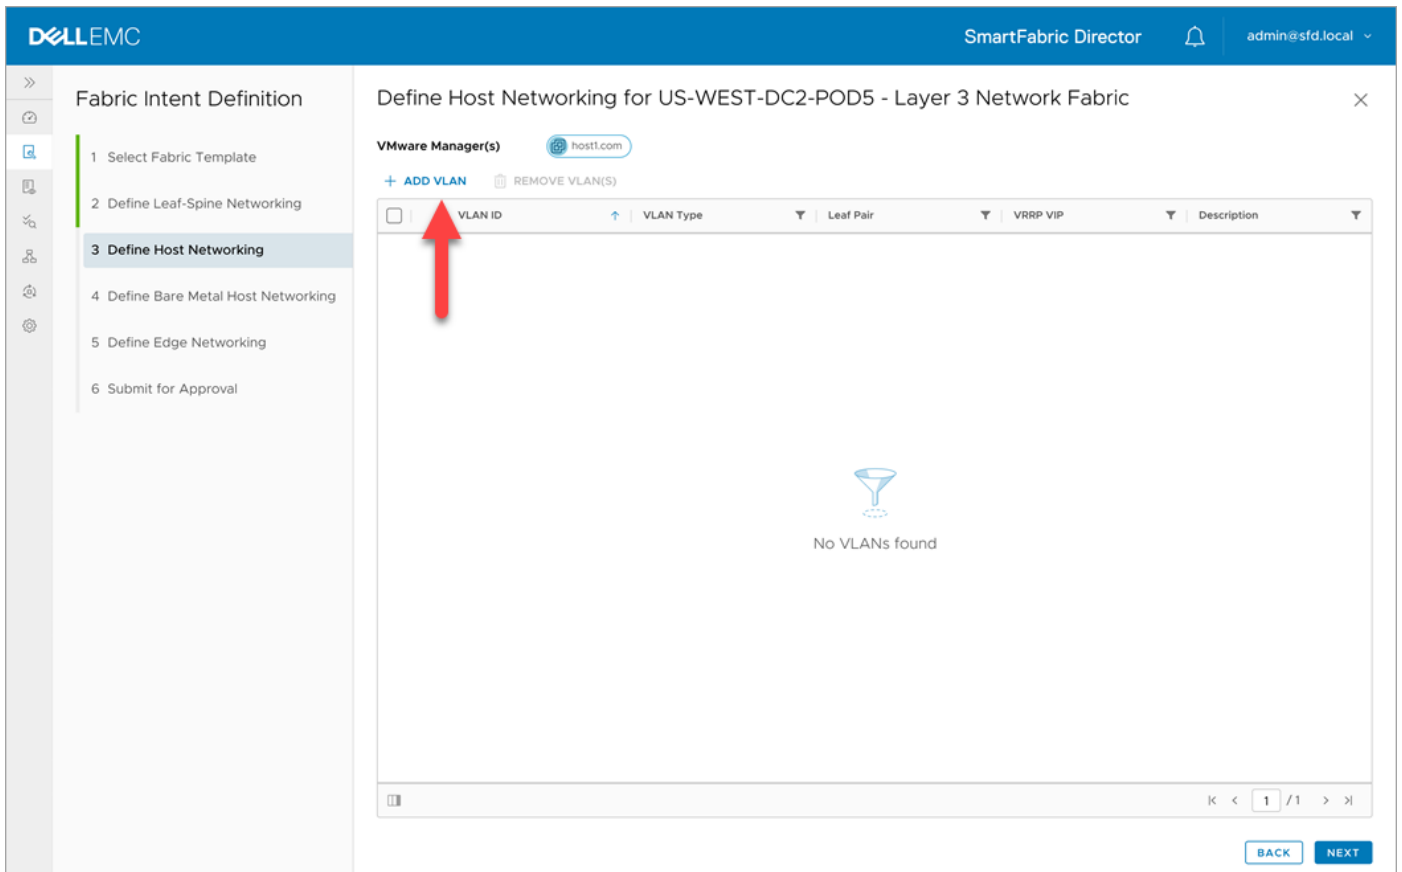 DELLEMC
SmartFabric Director
admin@sfd.local
Fabric Intent Definition
1 Select Fabric Template
2 Define Leaf-Spine Networking
3 Define Host Networking
4 Define Bare Metal Host Networking
5 Define Edge Networking
6 Submit for Approval
Define Host Networking for US-WEST-DC2-POD5 - Layer 3 Network Fabric
VMware Manager(s) host1.com
+ ADD VLAN REMOVE VLAN(S)
VLAN ID VLAN Type Leaf Pair VRRP VIP Description
No VLANs found
1 / 1
BACK NEXT